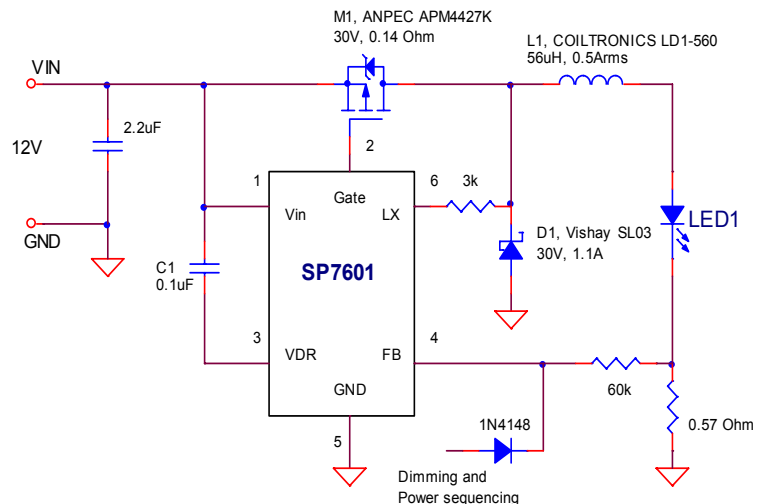 M1, ANPEC APM4427K
30V, 0.14 Ohm
L1, COILTRONICS LD1-560
56uH, 0.5Arms
VIN
2.2uF
12V
GND
2
1
Gate
6
3k
Vin
LX
D1, Vishay SL03
30V, 1.1A
LED1
C1
0.1uF
SP7601
3
4
VDR
FB
GND
60k
5
1N4148
0.57 Ohm
Dimming and
Power sequencing